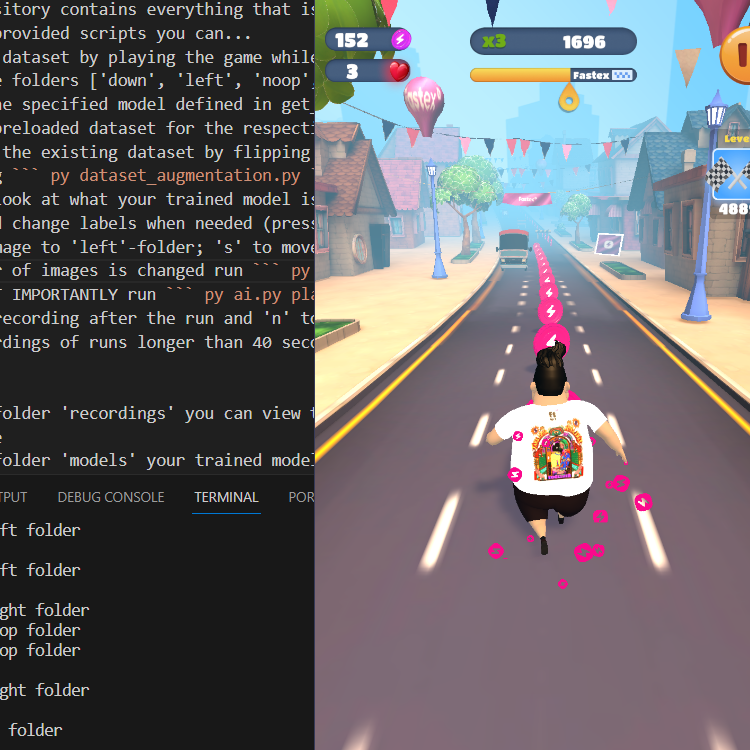 sitory contains everything that is
provided scripts you can...
dataset by playing the game while
e folders ['down', 'left', 'noop',
he specified model defined in get
preloaded dataset for the respecti
the existing dataset by flipping
g ``` py dataset_augmentation.py `
look at what your trained model is
d change labels when needed (press
mage to 'left'-folder; 's' to move
r of images is changed run ``` py
T IMPORTANTLY run ``` py ai.py pla
recording after the run and 'n' to
rdings of runs longer than 40 seco
folder 'recordings' you can view t
e
folder 'models' your trained model
TPUT DEBUG CONSOLE TERMINAL POR
ft folder
ft folder
ght folder
op folder
op folder
ght folder
folder
152
x3 1696
3
Fastex
astex
Level
488
Fastex